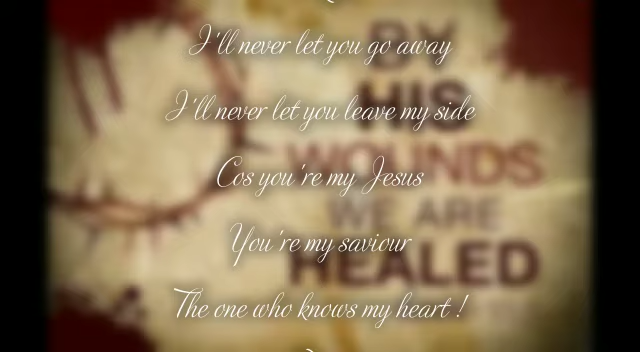 I'll never let you go away
I'll never let you leave my side
Cos you're my Jesus
You're my saviour
The one who knows my heart !
BY
HIS
WOUNDS
WE ARE
HEALED